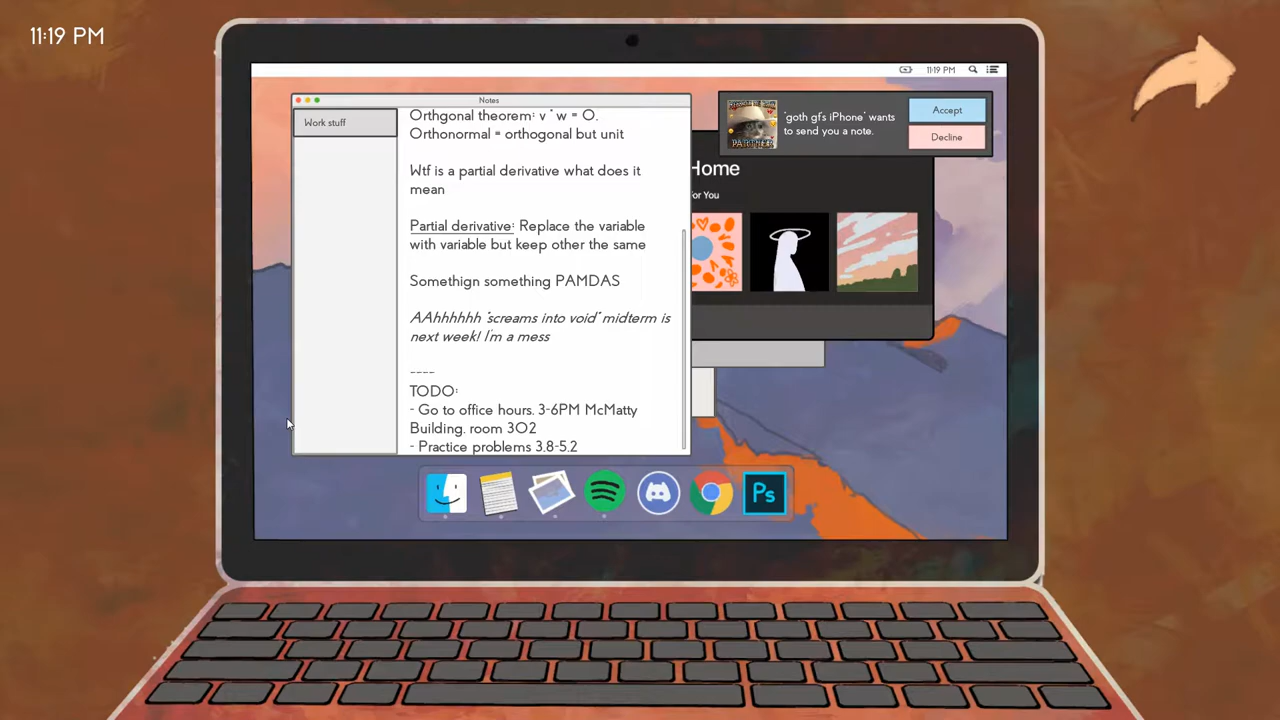 11:19 PM
11:19 PM
Notes
Work stuff
Orthgonal theorem: v * w = 0.
Orthonormal = orthogonal but unit
Wtf is a partial derivative what does it
mean
Partial derivative: Replace the variable
with variable but keep other the same
Somethign something PAMDAS
AAhhhhhh *screams into void* midterm is
next week! I'm a mess
----
TODO:
- Go to office hours. 3-6PM McMatty
Building. room 302
- Practice problems 3.8-5.2
"goth gfs iPhone" wants
to send you a note.
Accept
Decline
PARTNER
Home
For You
Ps